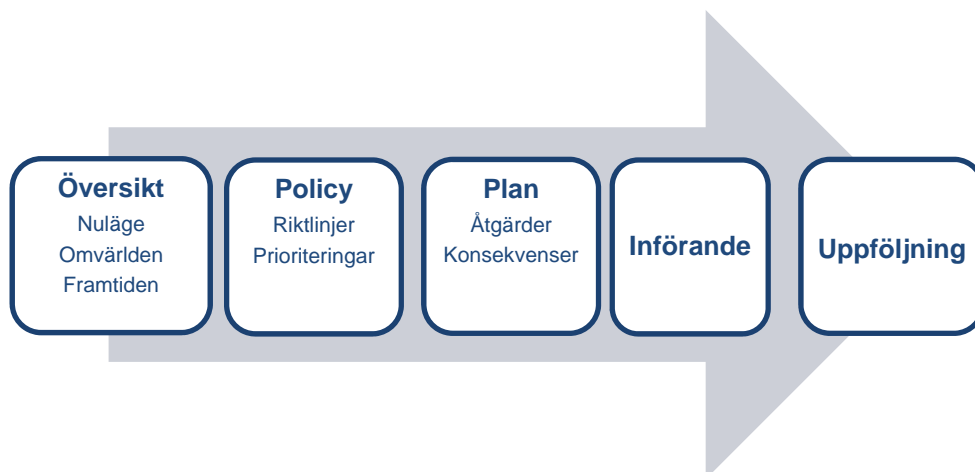 Översikt
Nuläge
Omvärlden
Framtiden
Policy
Riktlinjer
Prioriteringar
Plan
Åtgärder
Konsekvenser
Införande
Uppföljning